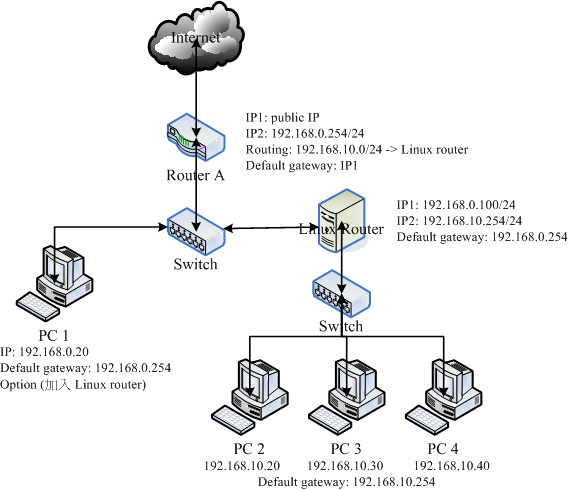 Internet
IP1: public IP
IP2: 192.168.0.254/24
Routing: 192.168.10.0/24 -> Linux router
Default gateway: IP1
Router A
IP1: 192.168.0.100/24
IP2: 192.168.10.254/24
Default gateway: 192.168.0.254
Linux Router
Switch
Switch
PC 1
IP: 192.168.0.20
Default gateway: 192.168.0.254
Option (加入 Linux router)
PC 2
PC 3
PC 4
192.168.10.20
192.168.10.30
192.168.10.40
Default gateway: 192.168.10.254